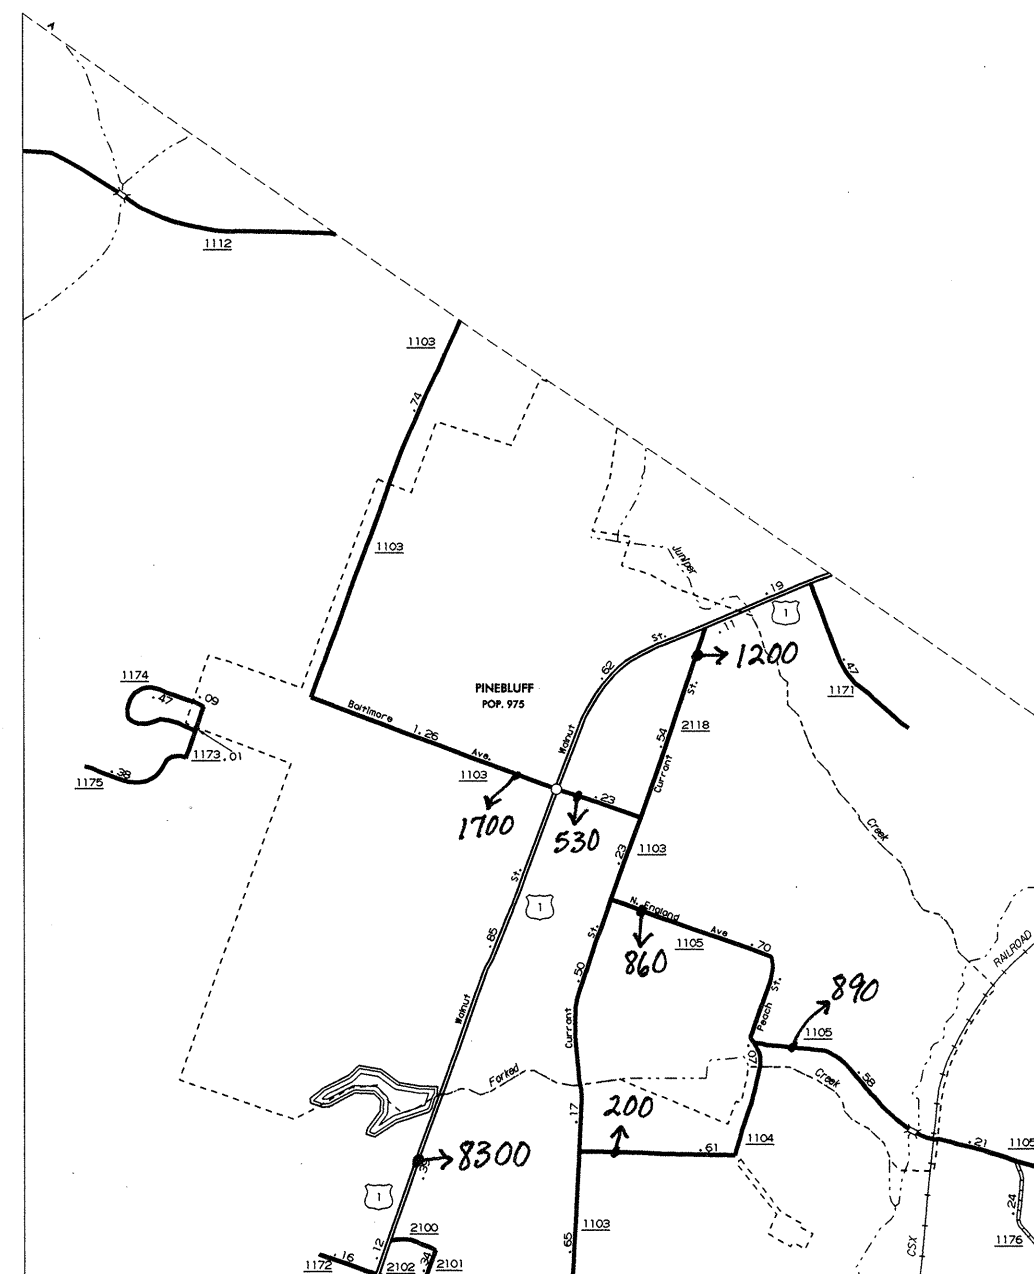 1112
1103
.74
1103
Juniper
.19
1
.11
St.
1200
.62
.47
1171
1174
.47
.09
PINEBLUFF
POP. 975
St.
2118
Baltimore
1.26
Ave.
Walnut
.54
Currant
1173
.01
.38
1175
1103
.23
1700
530
Creek
1103
.23
St.
1
N. England
Ave
.70
St.
.85
860
1105
RAILROAD
.50
St.
Peach
890
Walnut
Currant
1105
.07
Forked
Creek
.58
.17
200
1104
.61
.21
1105
8300
.35
1
.24
1103
2100
.12
.65
CSX
1176
1172
.16
2102
.34
2101